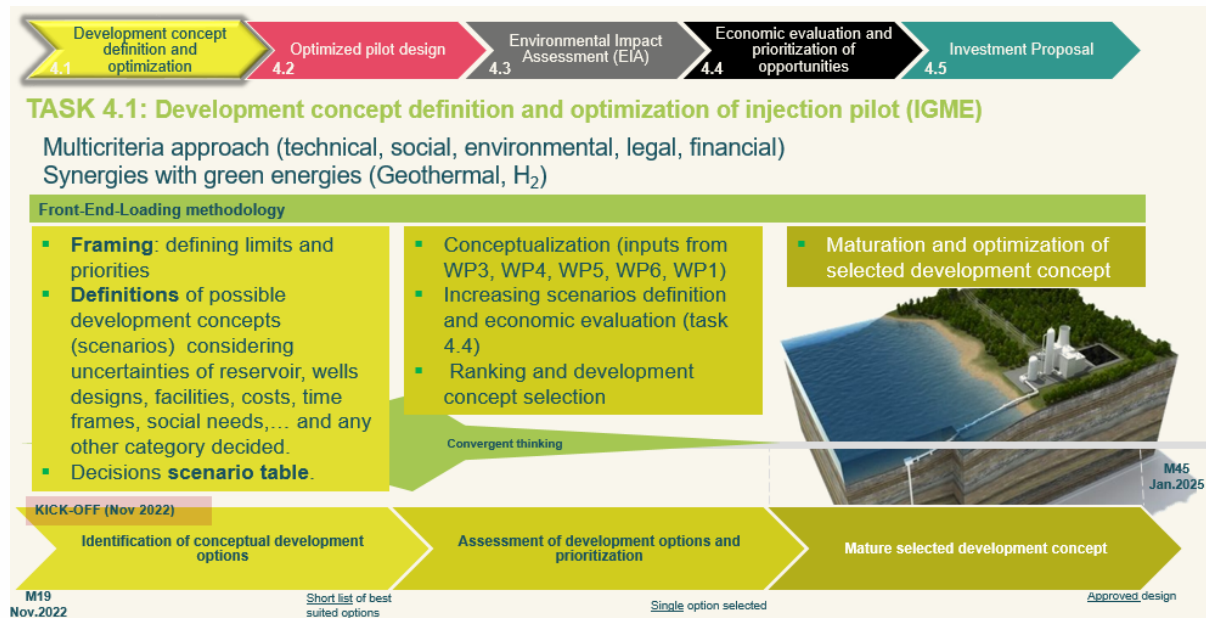 Development concept
definition and
optimization
4.1
Optimized pilot design
4.2
Environmental Impact
Assessment (EIA)
4.3
Economic evaluation and
prioritization of
opportunities
4.4
Investment Proposal
4.5
TASK 4.1: Development concept definition and optimization of injection pilot (IGME)
Multicriteria approach (technical, social, environmental, legal, financial)
Synergies with green energies (Geothermal, H₂)
Front-End-Loading methodology
▪ Framing: defining limits and
priorities
▪ Definitions of possible
development concepts
(scenarios) considering
uncertainties of reservoir, wells
designs, facilities, costs, time
frames, social needs,... and any
other category decided.
▪ Decisions scenario table.
▪ Conceptualization (inputs from
WP3, WP4, WP5, WP6, WP1)
▪ Increasing scenarios definition
and economic evaluation (task
4.4)
▪ Ranking and development
concept selection
▪ Maturation and optimization of
selected development concept
Convergent thinking
M45
Jan.2025
KICK-OFF (Nov 2022)
Identification of conceptual development
options
Assessment of development options and
prioritization
Mature selected development concept
M19
Nov.2022
Short list of best
suited options
Single option selected
Approved design